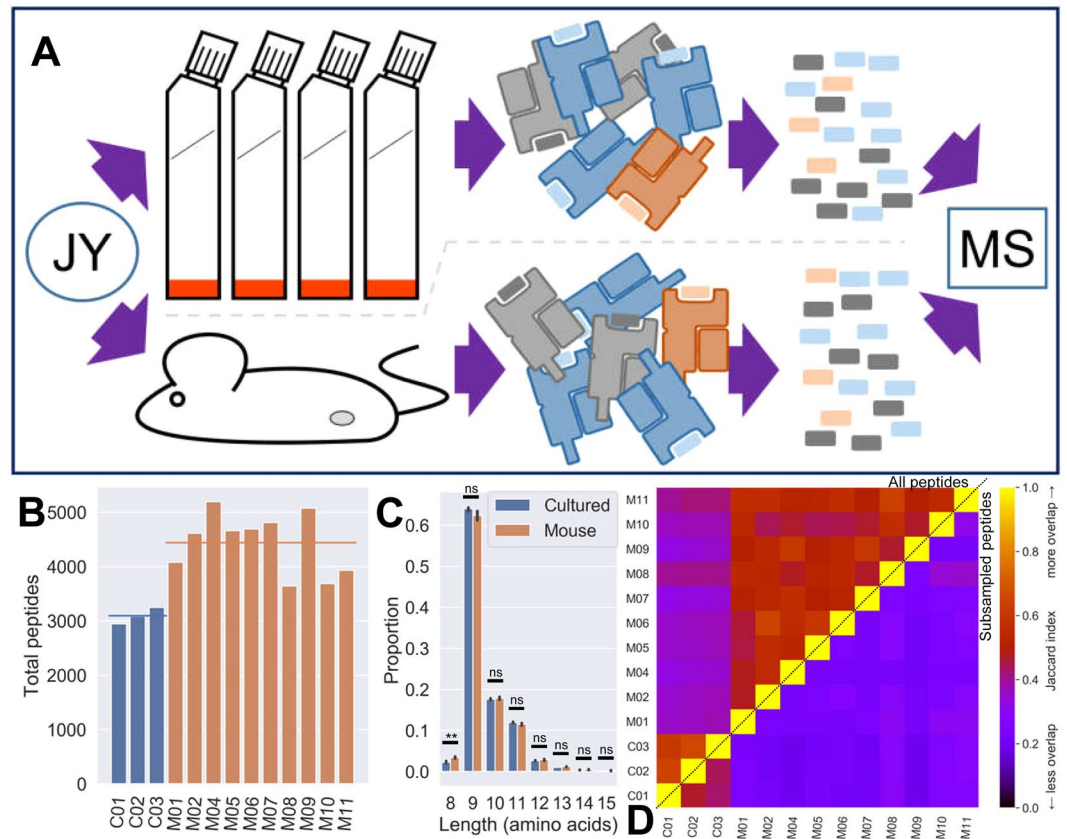 A
JY
MS
B
Total peptides
5000
4000
3000
2000
1000
0
C01 C02 C03 M01 M02 M04 M05 M06 M07 M08 M09 M10 M11
C
Proportion
0.6
0.5
0.4
0.3
0.2
0.1
0.0
Cultured
Mouse
** ns ns ns ns ns ns ns
8 9 10 11 12 13 14 15
Length (amino acids)
D
All peptides
Subsampled peptides
M11
M10
M09
M08
M07
M06
M05
M04
M02
M01
C03
C02
C01
C01 C02 C03 M01 M02 M04 M05 M06 M07 M08 M09 M10 M11
1.0
0.8
0.6
0.4
0.2
0.0
← less overlap Jaccard index more overlap →